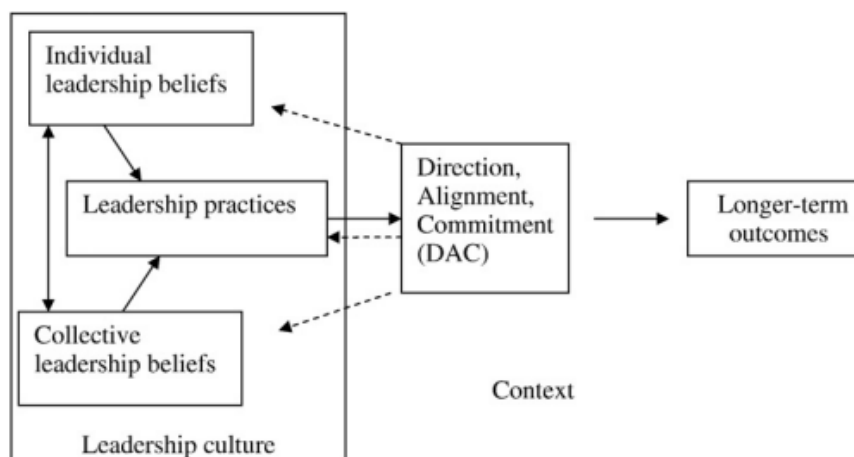 Individual
leadership beliefs
Leadership practices
Collective
leadership beliefs
Leadership culture
Direction,
Alignment,
Commitment
(DAC)
Longer-term
outcomes
Context